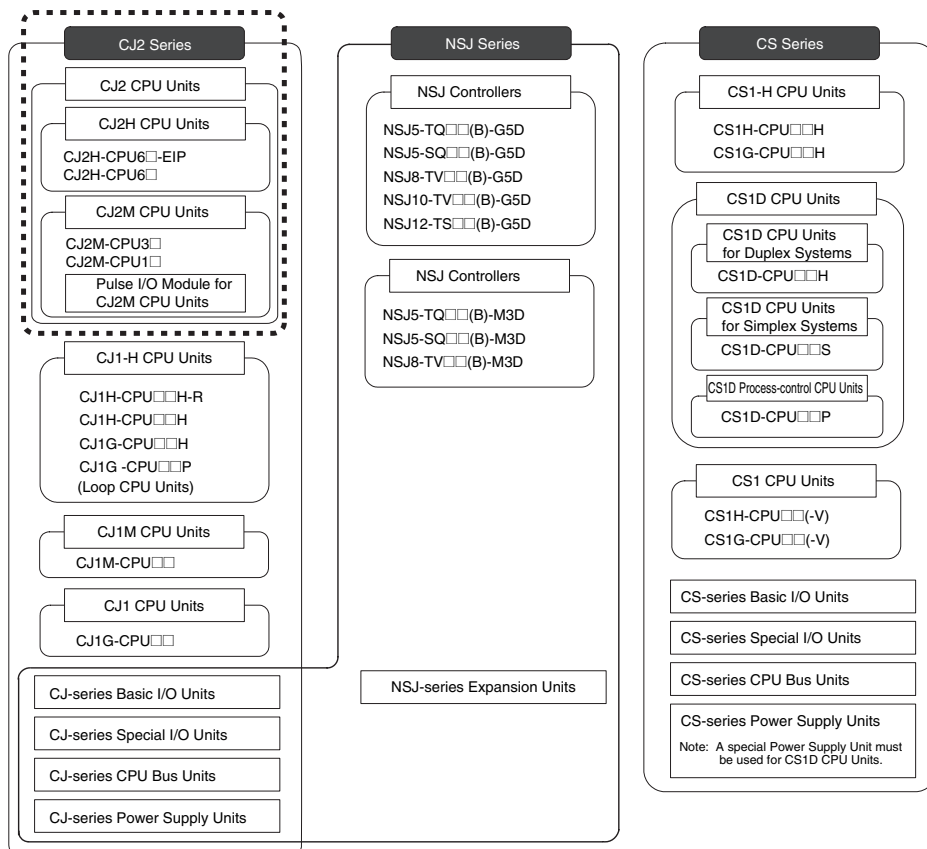 CJ2 Series
CJ2 CPU Units
CJ2H CPU Units
CJ2H-CPU6□-EIP
CJ2H-CPU6□
CJ2M CPU Units
CJ2M-CPU3□
CJ2M-CPU1□
Pulse I/O Module for
CJ2M CPU Units
CJ1-H CPU Units
CJ1H-CPU□□H-R
CJ1H-CPU□□H
CJ1G-CPU□□H
CJ1G -CPU□□P
(Loop CPU Units)
CJ1M CPU Units
CJ1M-CPU□□
CJ1 CPU Units
CJ1G-CPU□□
CJ-series Basic I/O Units
CJ-series Special I/O Units
CJ-series CPU Bus Units
CJ-series Power Supply Units
NSJ Series
NSJ Controllers
NSJ5-TQ□□(B)-G5D
NSJ5-SQ□□(B)-G5D
NSJ8-TV□□(B)-G5D
NSJ10-TV□□(B)-G5D
NSJ12-TS□□(B)-G5D
NSJ Controllers
NSJ5-TQ□□(B)-M3D
NSJ5-SQ□□(B)-M3D
NSJ8-TV□□(B)-M3D
NSJ-series Expansion Units
CS Series
CS1-H CPU Units
CS1H-CPU□□H
CS1G-CPU□□H
CS1D CPU Units
CS1D CPU Units
for Duplex Systems
CS1D-CPU□□H
CS1D CPU Units
for Simplex Systems
CS1D-CPU□□S
CS1D Process-control CPU Units
CS1D-CPU□□P
CS1 CPU Units
CS1H-CPU□□(-V)
CS1G-CPU□□(-V)
CS-series Basic I/O Units
CS-series Special I/O Units
CS-series CPU Bus Units
CS-series Power Supply Units
Note: A special Power Supply Unit must
be used for CS1D CPU Units.